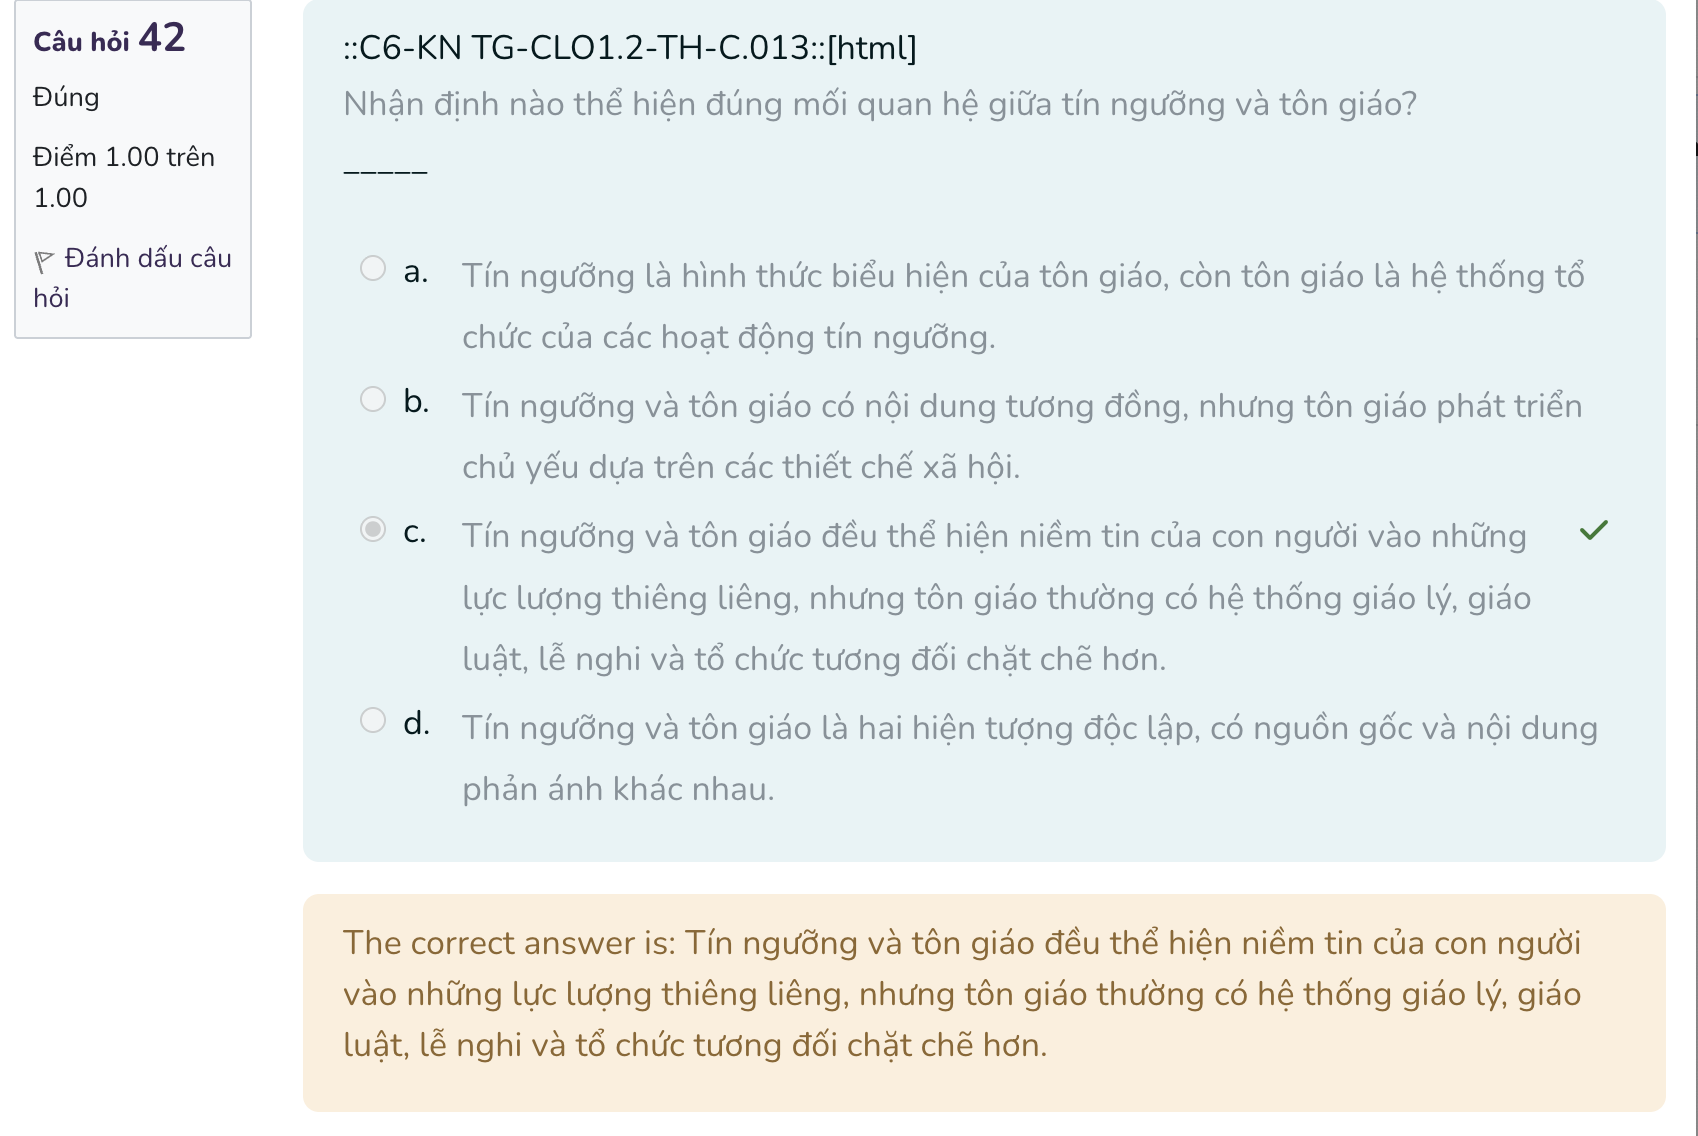 Câu hỏi 42
Đúng
Điểm 1.00 trên
1.00
Đánh dấu câu
hỏi
::C6-KN TG-CLO1.2-TH-C.013::[html]
Nhận định nào thể hiện đúng mối quan hệ giữa tín ngưỡng và tôn giáo?
_____
a. Tín ngưỡng là hình thức biểu hiện của tôn giáo, còn tôn giáo là hệ thống tổ
chức của các hoạt động tín ngưỡng.
b. Tín ngưỡng và tôn giáo có nội dung tương đồng, nhưng tôn giáo phát triển
chủ yếu dựa trên các thiết chế xã hội.
c. Tín ngưỡng và tôn giáo đều thể hiện niềm tin của con người vào những
lực lượng thiêng liêng, nhưng tôn giáo thường có hệ thống giáo lý, giáo
luật, lễ nghi và tổ chức tương đối chặt chẽ hơn.
d. Tín ngưỡng và tôn giáo là hai hiện tượng độc lập, có nguồn gốc và nội dung
phản ánh khác nhau.
The correct answer is: Tín ngưỡng và tôn giáo đều thể hiện niềm tin của con người
vào những lực lượng thiêng liêng, nhưng tôn giáo thường có hệ thống giáo lý, giáo
luật, lễ nghi và tổ chức tương đối chặt chẽ hơn.